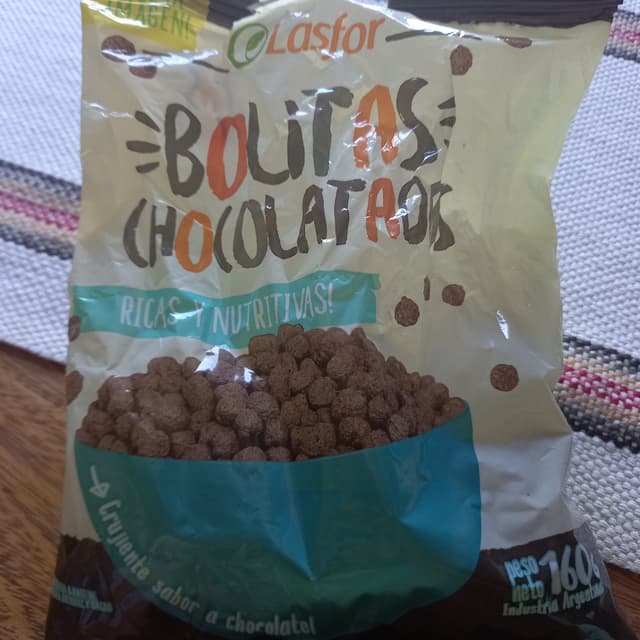 Lasfor
BOLITAS
CHOCOLATADAS
RICAS Y NUTRITIVAS!
Crujiente sabor a chocolate!
peso
neto 160g
Industria Argentina